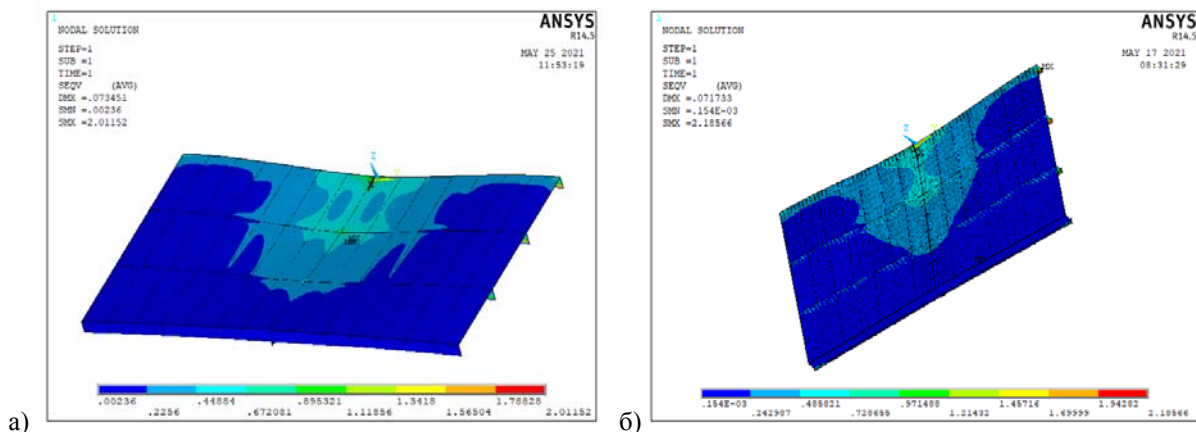 NODAL SOLUTION
STEP=1
SUB =1
TIME=1
SEQV (AVG)
DMX =.073451
SMN =.00236
SMX =2.01152
ANSYS
R14.5
MAY 25 2021
11:53:19
Z
MX
.00236 .44884 .895321 1.3418 1.78828
.2256 .672081 1.11856 1.56504 2.01152
а)
NODAL SOLUTION
STEP=1
SUB =1
TIME=1
SEQV (AVG)
DMX =.071733
SMN =.154E-03
SMX =2.18566
ANSYS
R14.5
MAY 17 2021
08:31:29
MX
Z
.154E-03 .485821 .971488 1.45716 1.94282
.242987 .728655 1.21432 1.69999 2.18566
б)